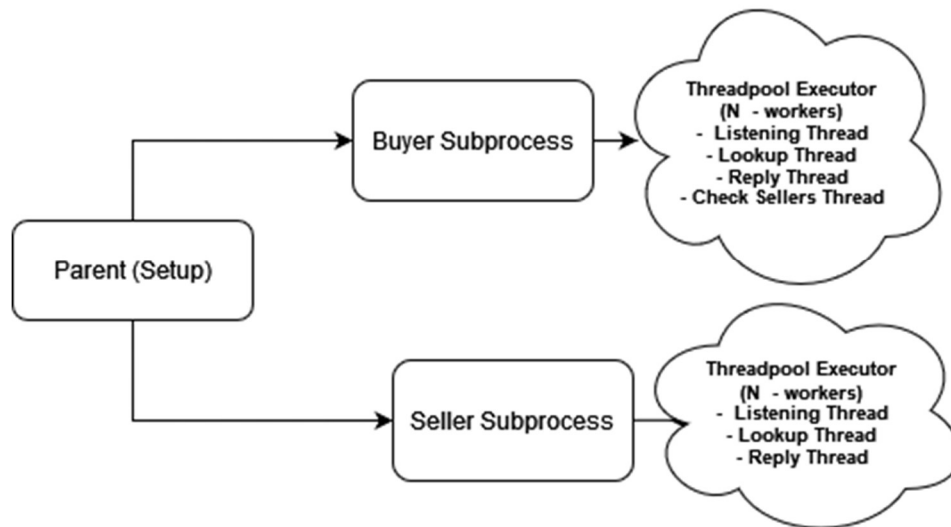 Parent (Setup)
Buyer Subprocess
Threadpool Executor
(N - workers)
- Listening Thread
- Lookup Thread
- Reply Thread
- Check Sellers Thread
Seller Subprocess
Threadpool Executor
(N - workers)
- Listening Thread
- Lookup Thread
- Reply Thread